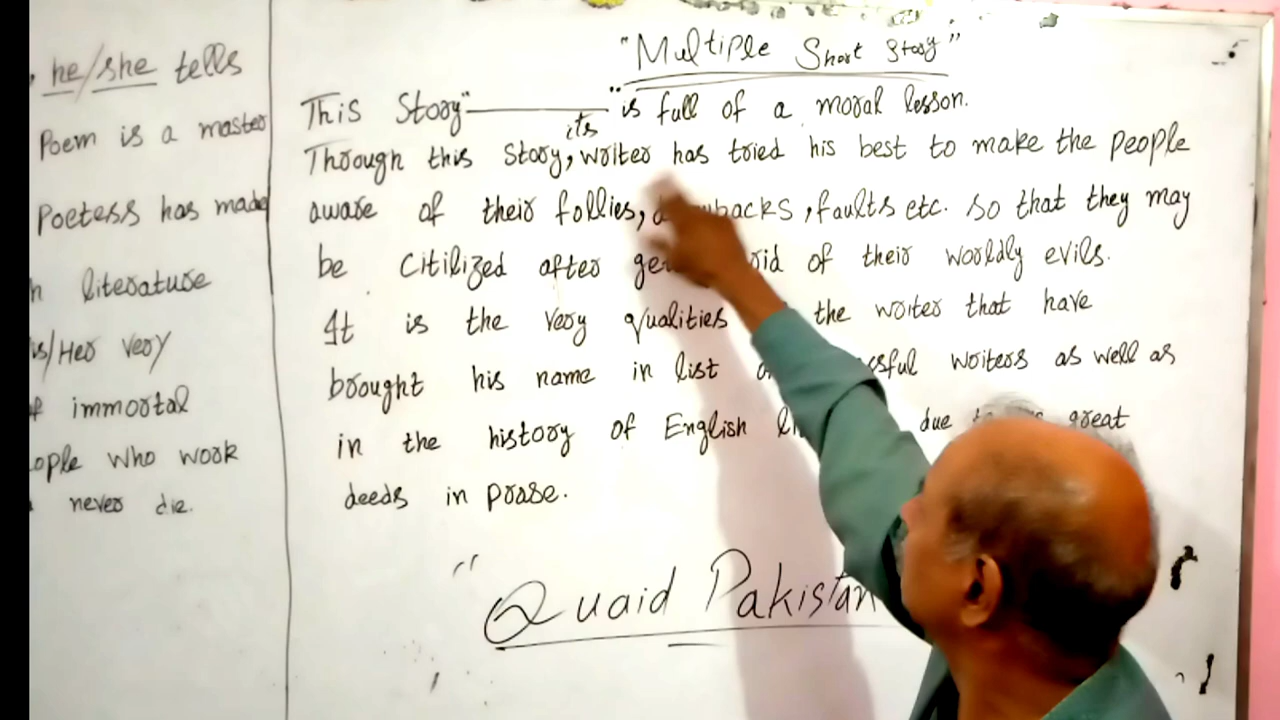 he/she tells
Poem is a master
Poetess has made
literature
Her very
immortal
who work
never die.
"Multiple Short Story"
This Story" ———— " is full of a moral lesson.
its
Through this Story, writer has tried his best to make the people
aware of their follies, backs, faults etc. so that they may
be Citilized after rid of their worldly evils.
It is the very qualities the writer that have
brought his name in list writers as well as
in the history of English due great
deeds in prose.
"Quaid Pakistan